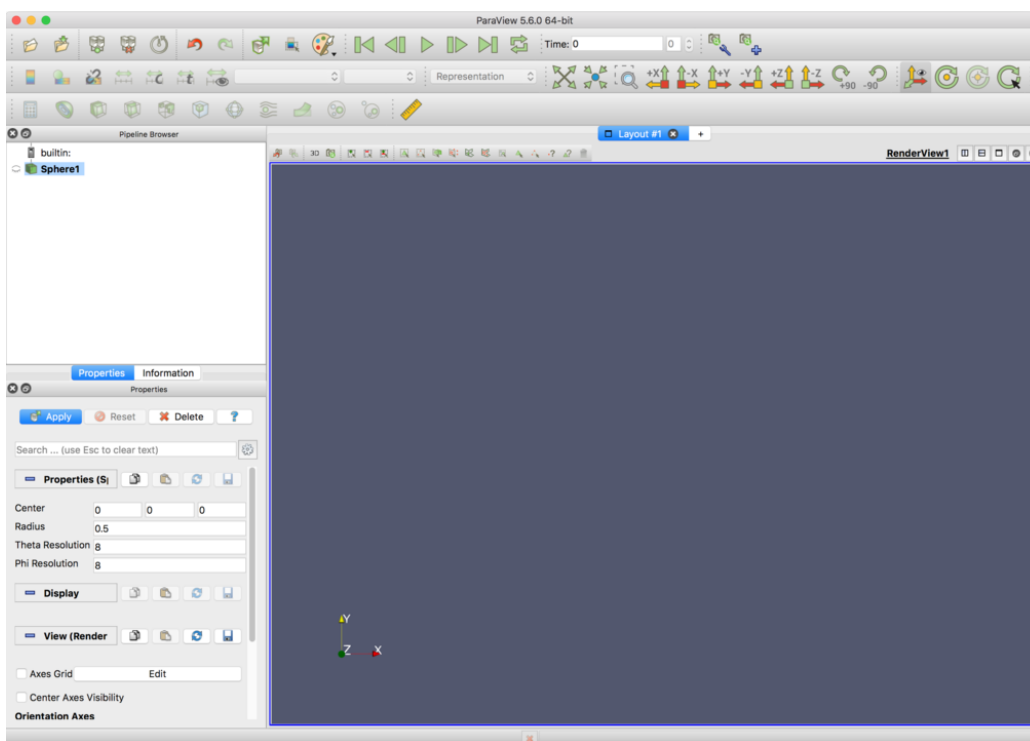 ParaView 5.6.0 64-bit
Time: 0 0
Representation +X -X +Y -Y +Z -Z +90 -90
Pipeline Browser Layout #1 +
builtin: 3D RenderView1
Sphere1
Properties Information
Properties
Apply Reset Delete ?
Search ... (use Esc to clear text)
Properties (S
Center 0 0 0
Radius 0.5
Theta Resolution 8
Phi Resolution 8
Display
View (Render
Axes Grid Edit
Center Axes Visibility
Orientation Axes
Y
Z X